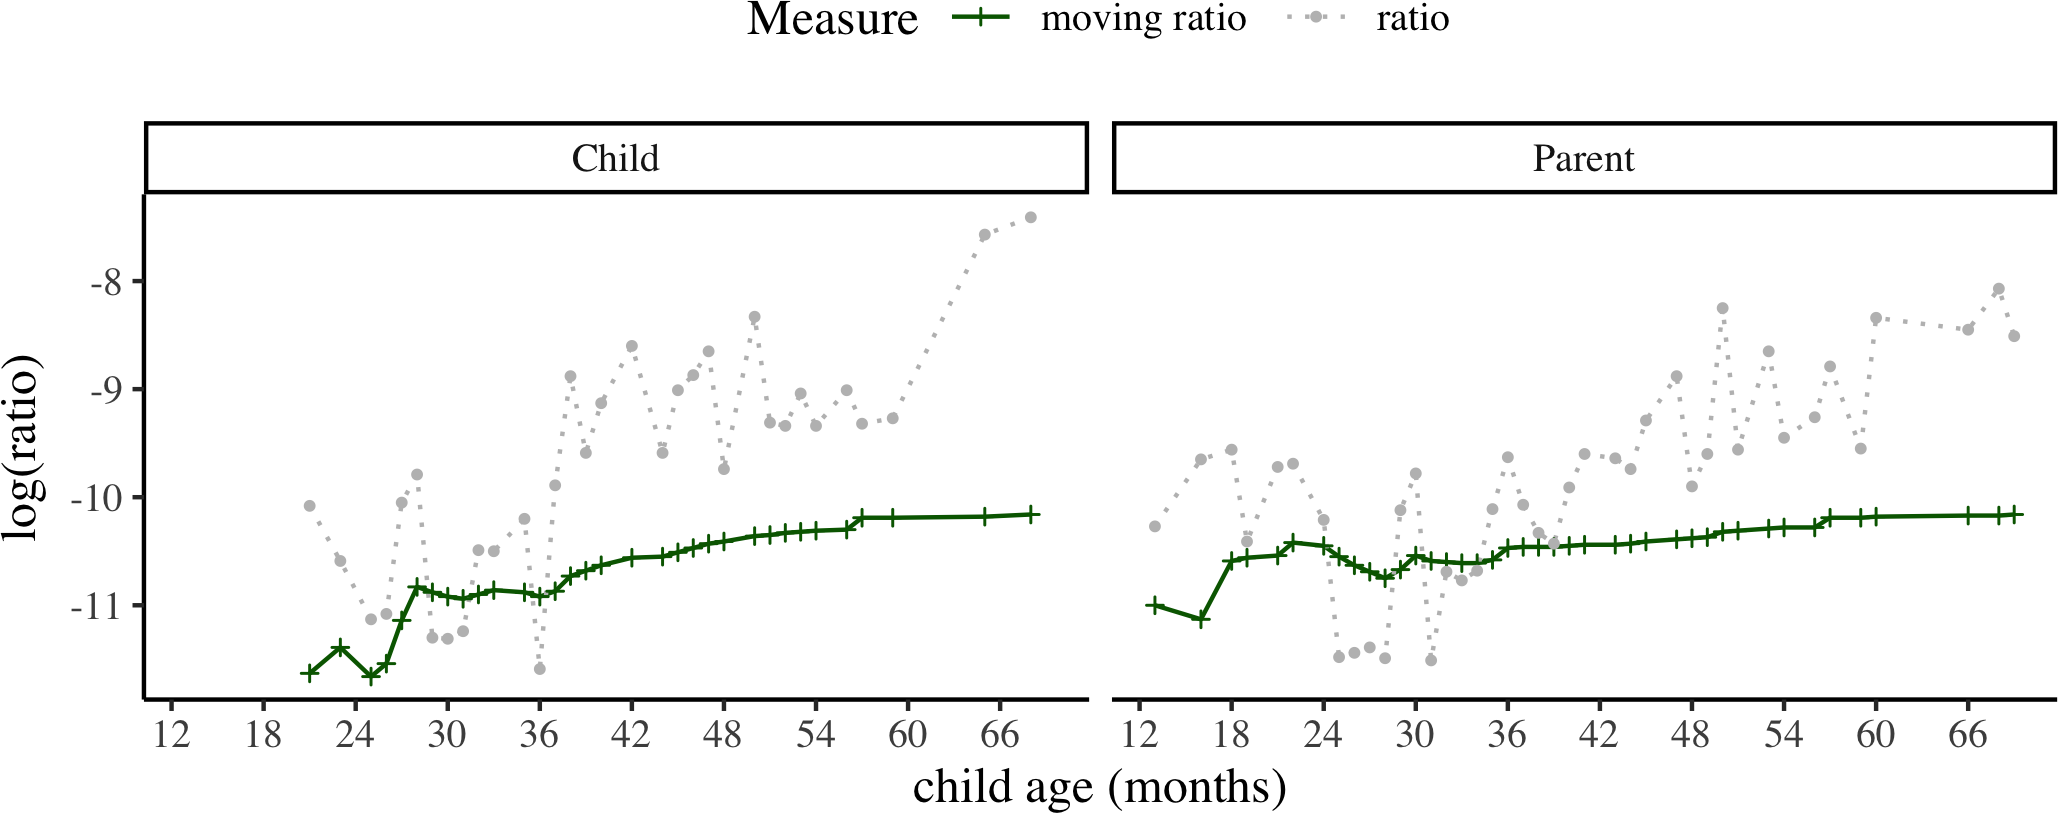 Measure moving ratio ratio
Child Parent
log(ratio)
-8
-9
-10
-11
12 18 24 30 36 42 48 54 60 66 12 18 24 30 36 42 48 54 60 66
child age (months)